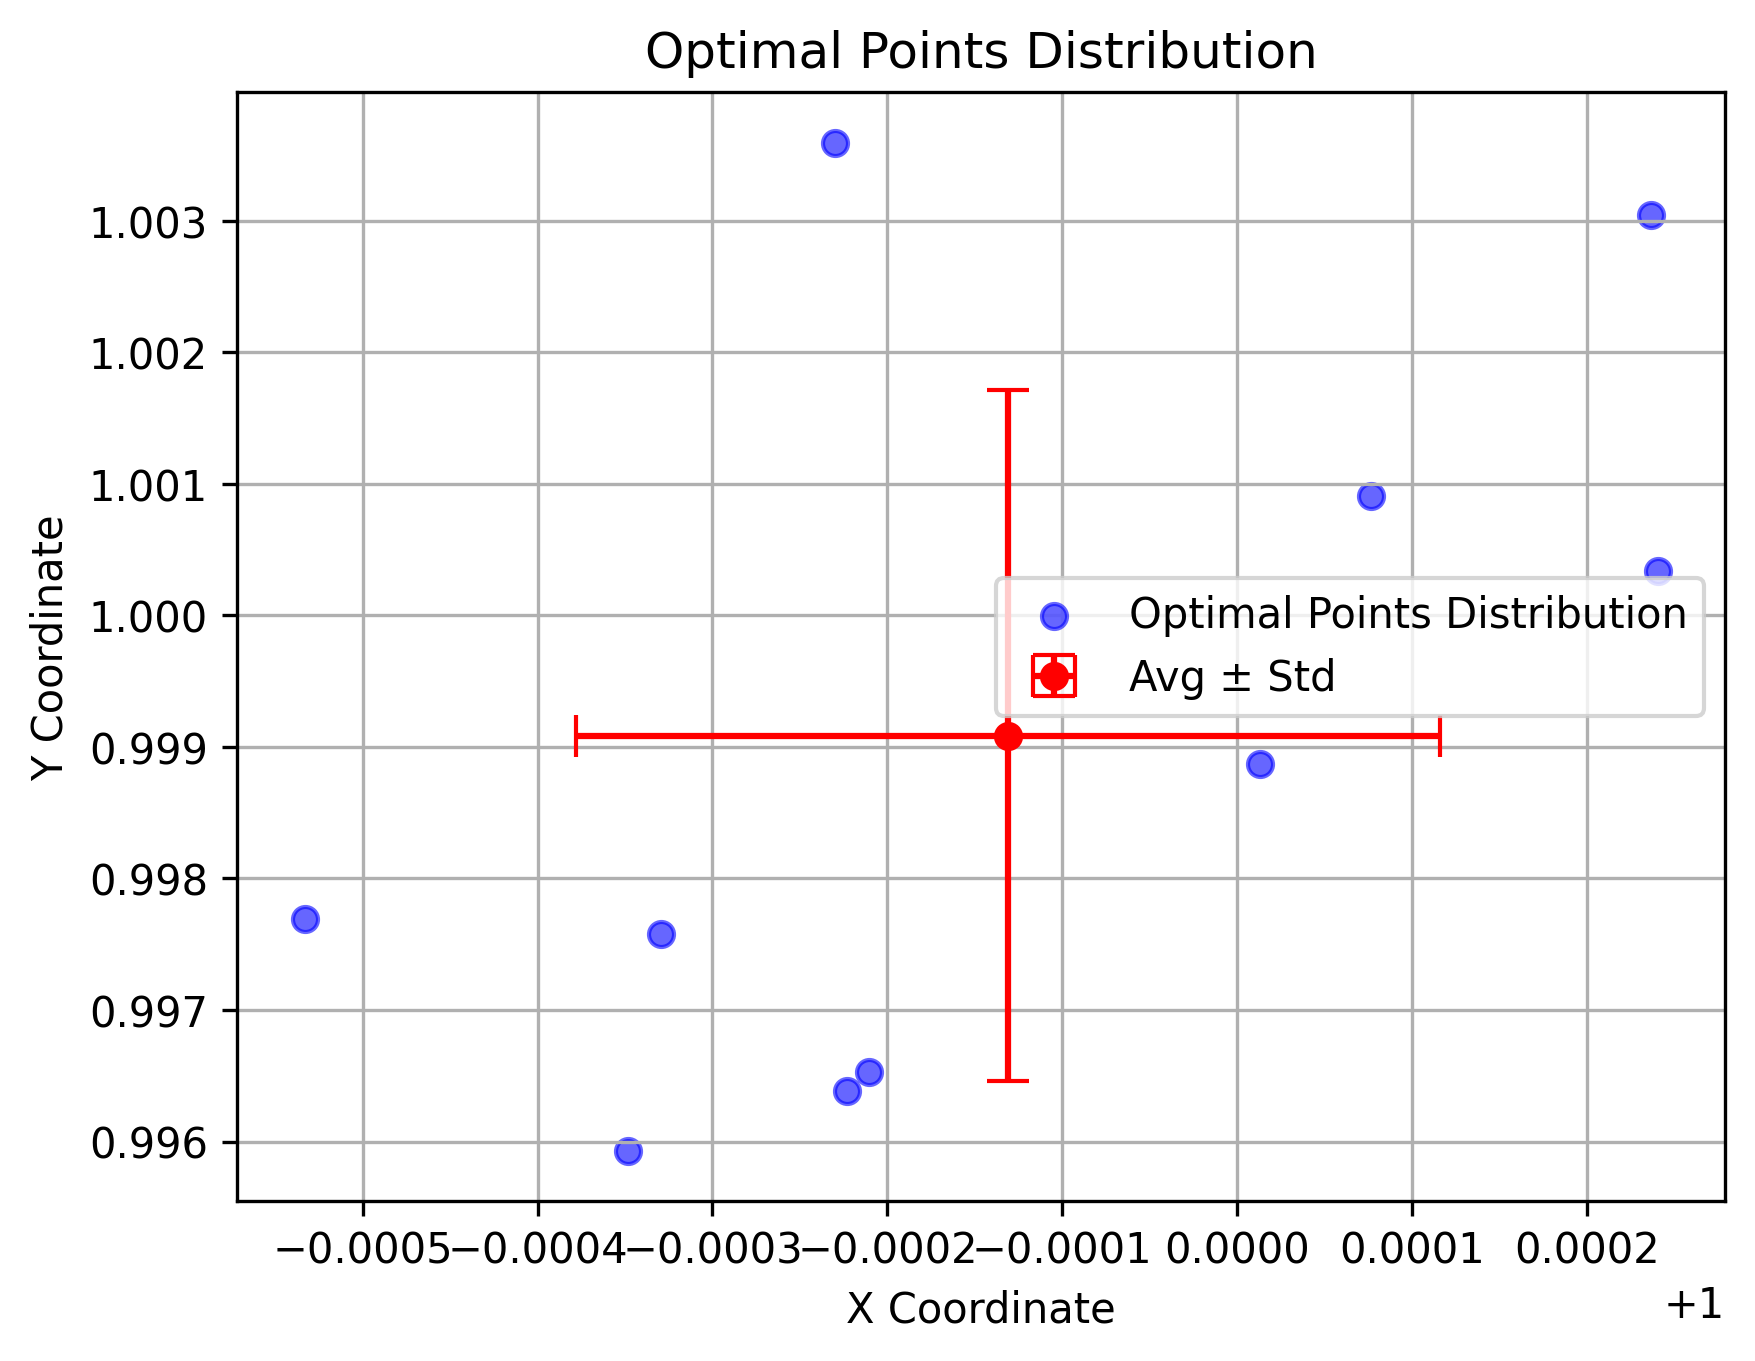 Optimal Points Distribution
1.003
1.002
1.001
1.000
0.999
0.998
0.997
0.996
Y Coordinate
Optimal Points Distribution
Avg ± Std
−0.0005 −0.0004 −0.0003 −0.0002 −0.0001 0.0000 0.0001 0.0002
X Coordinate
+1